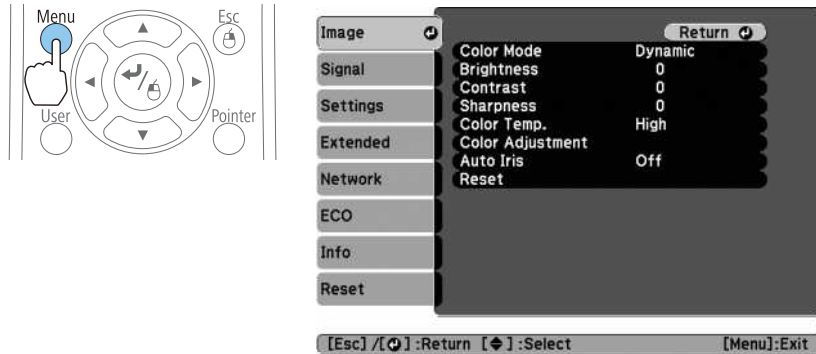 Menu
Esc
User
Pointer
Image
Signal
Settings
Extended
Network
ECO
Info
Reset
Return
Color Mode Dynamic
Brightness 0
Contrast 0
Sharpness 0
Color Temp. High
Color Adjustment
Auto Iris Off
Reset
[Esc] /[ ] :Return [ ] :Select [Menu]:Exit